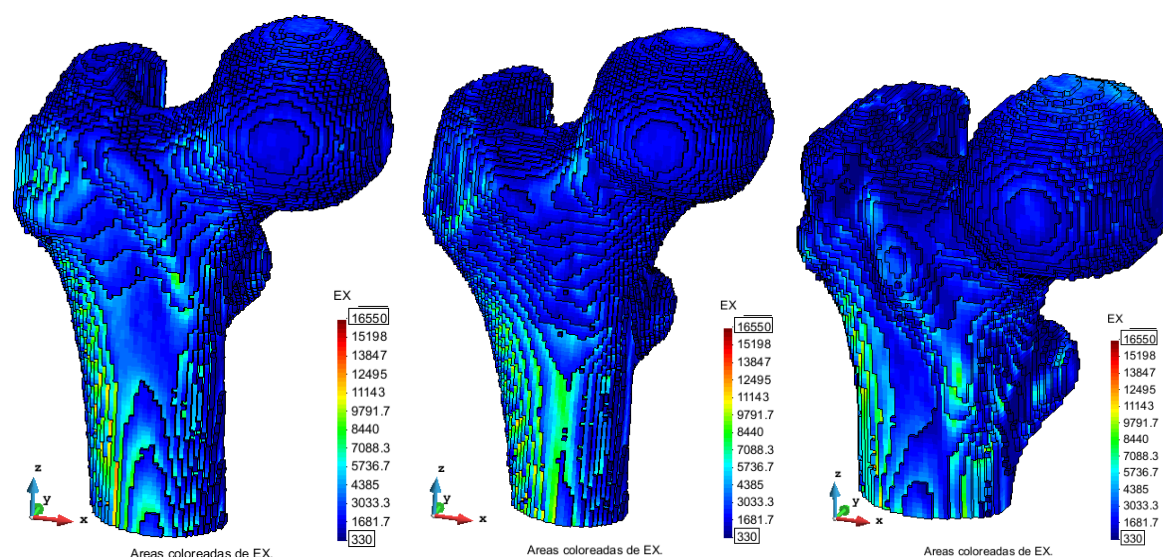 EX
16550
15198
13847
12495
11143
9791.7
8440
7088.3
5736.7
4385
3033.3
1681.7
330
z
y
x
Areas coloreadas de EX.
EX
16550
15198
13847
12495
11143
9791.7
8440
7088.3
5736.7
4385
3033.3
1681.7
330
z
y
x
Areas coloreadas de EX.
EX
16550
15198
13847
12495
11143
9791.7
8440
7088.3
5736.7
4385
3033.3
1681.7
330
z
y
x
Areas coloreadas de EX.